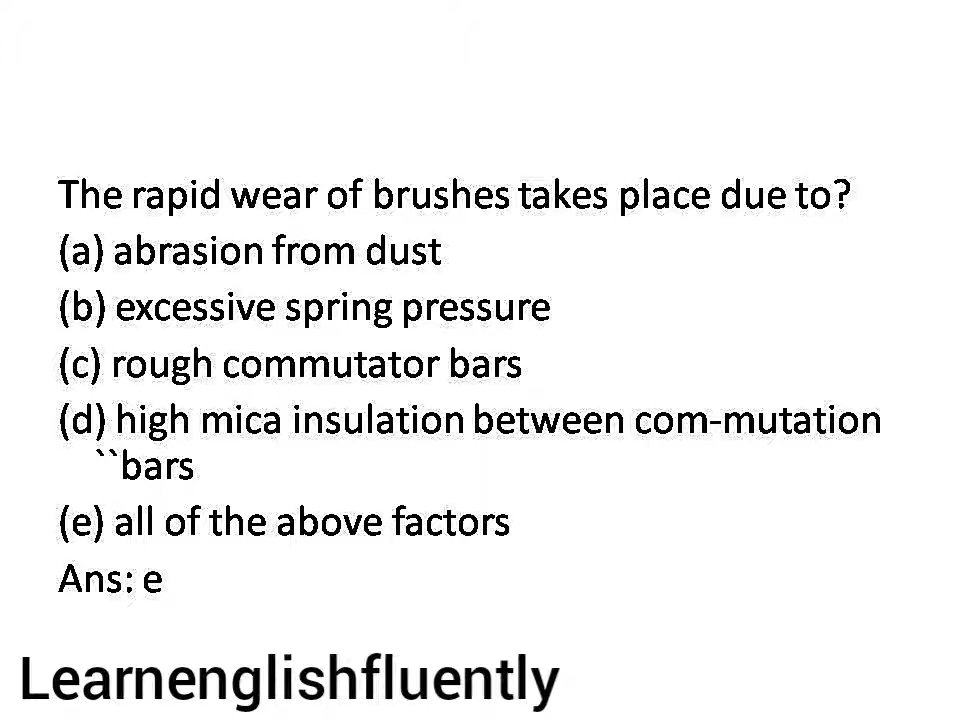 The rapid wear of brushes takes place due to?
(a) abrasion from dust
(b) excessive spring pressure
(c) rough commutator bars
(d) high mica insulation between com-mutation
``bars
(e) all of the above factors
Ans: e
Learnenglishfluently